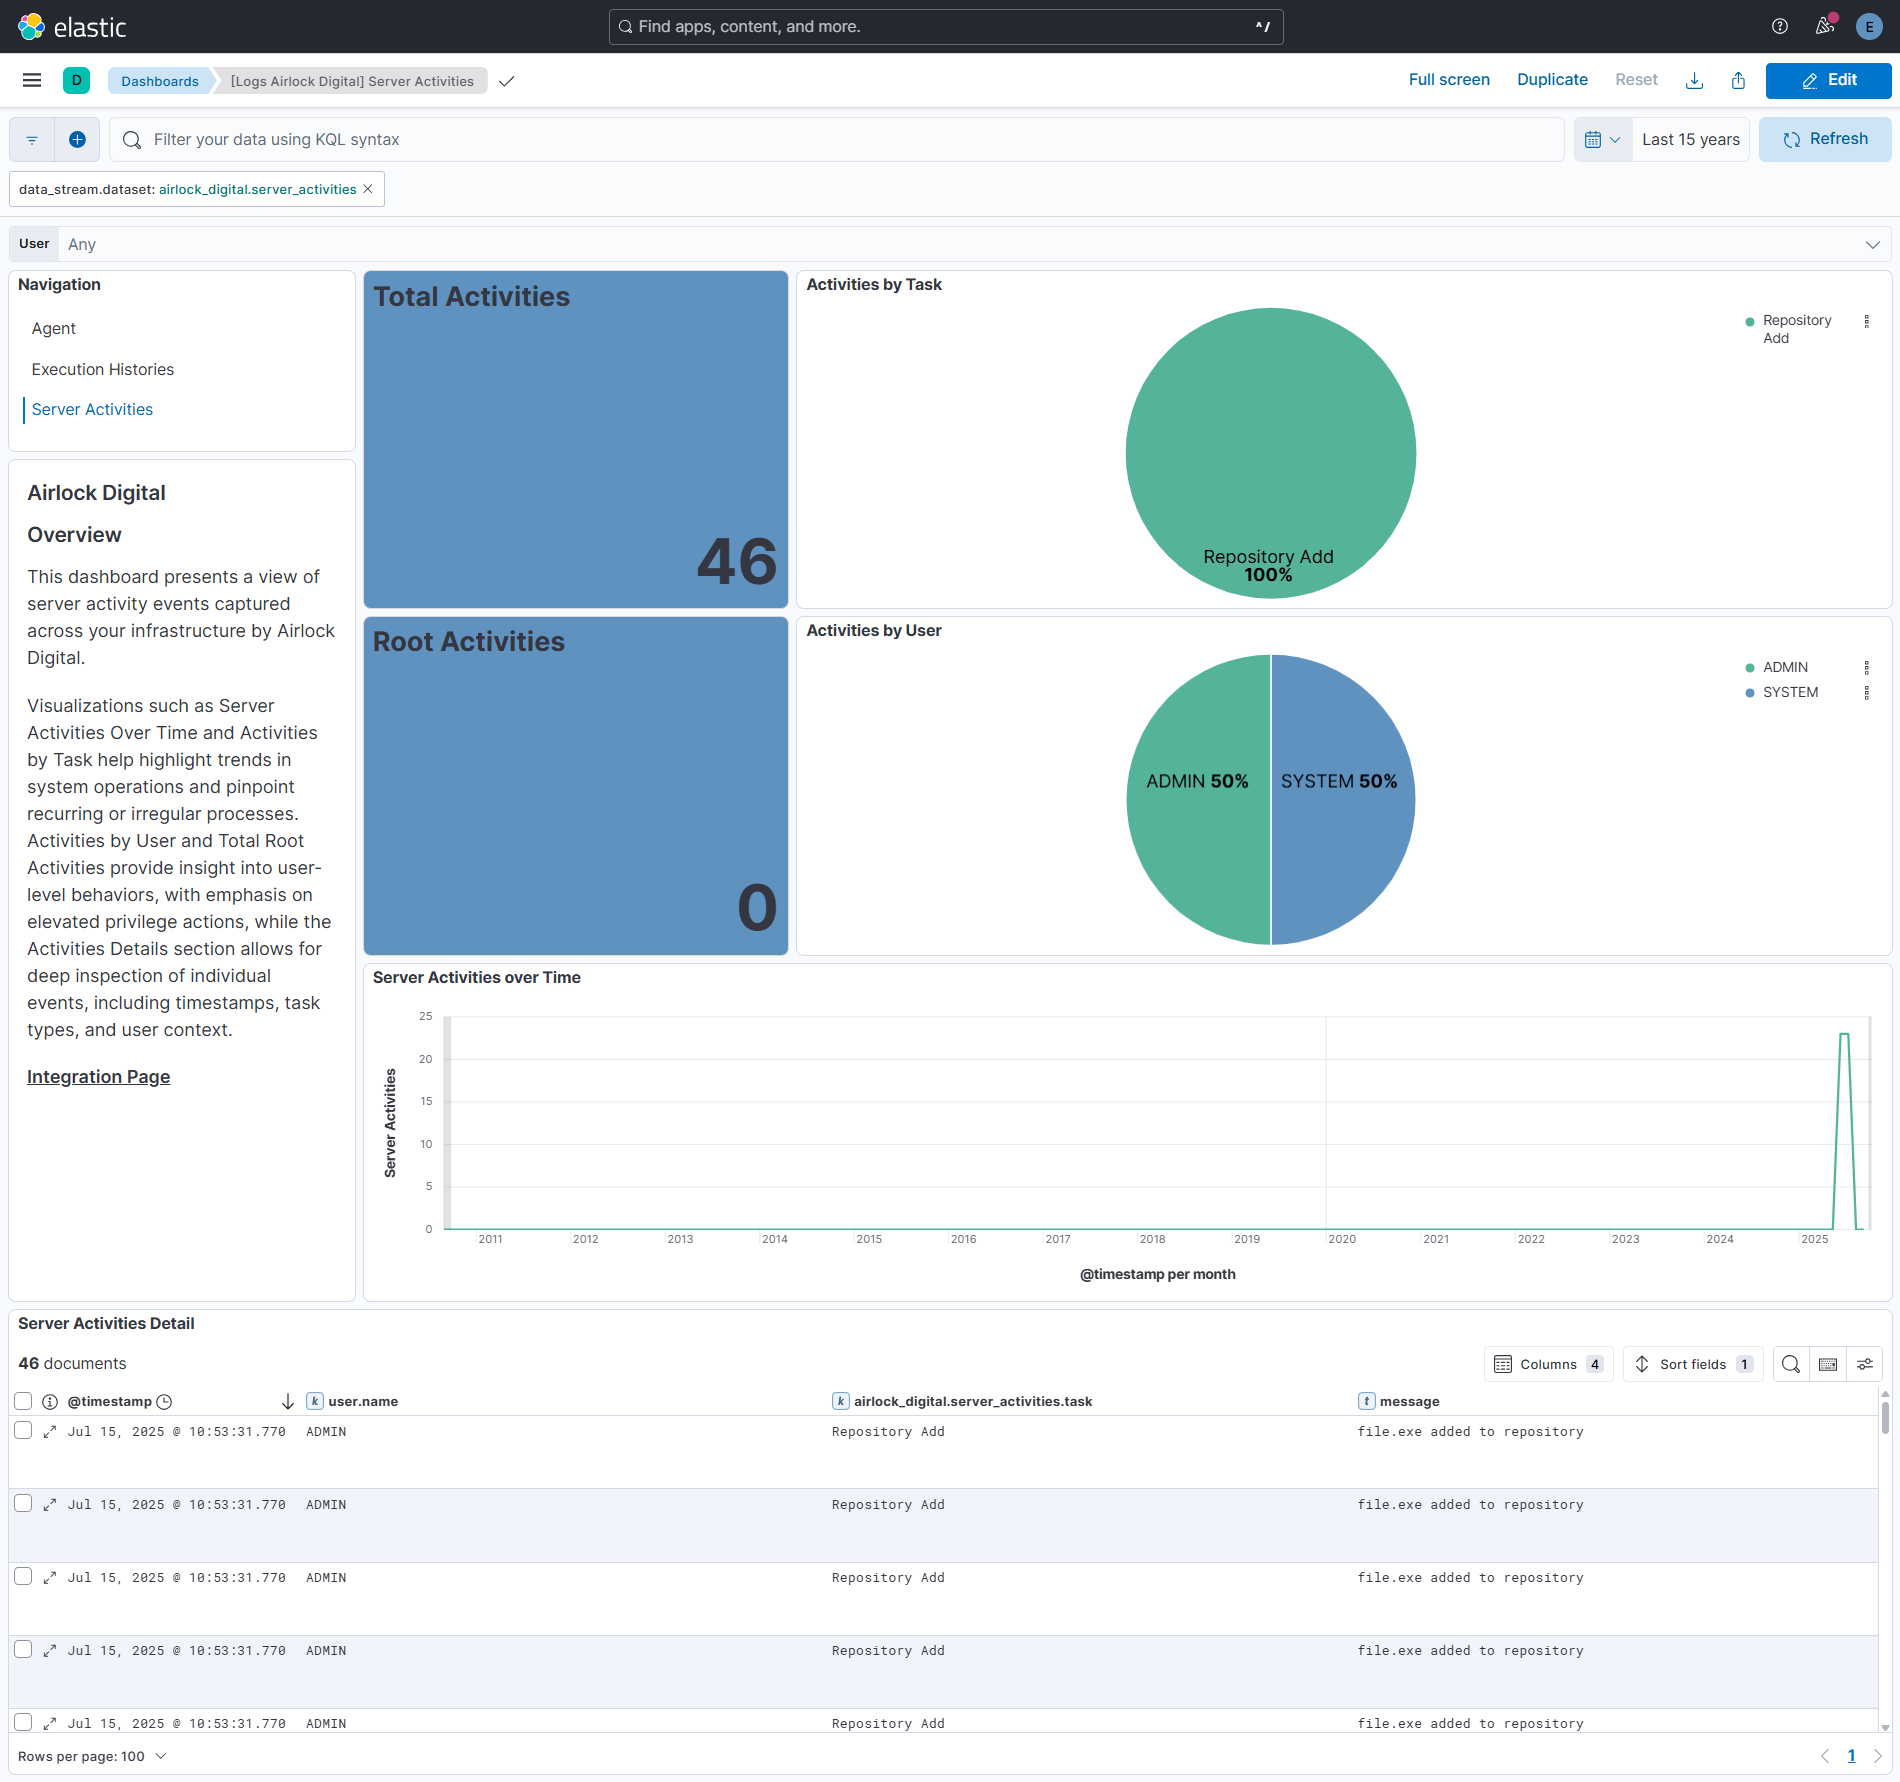 elastic
Find apps, content, and more.
^/
E
D
Dashboards
[Logs Airlock Digital] Server Activities
Full screen
Duplicate
Reset
Edit
Filter your data using KQL syntax
Last 15 years
Refresh
data_stream.dataset: airlock_digital.server_activities
User
Any
Navigation
Agent
Execution Histories
Server Activities
Airlock Digital
Overview
This dashboard presents a view of
server activity events captured
across your infrastructure by Airlock
Digital.
Visualizations such as Server
Activities Over Time and Activities
by Task help highlight trends in
system operations and pinpoint
recurring or irregular processes.
Activities by User and Total Root
Activities provide insight into user-
level behaviors, with emphasis on
elevated privilege actions, while the
Activities Details section allows for
deep inspection of individual
events, including timestamps, task
types, and user context.
Integration Page
Total Activities
46
Activities by Task
Repository Add
100%
Repository
Add
Root Activities
0
Activities by User
ADMIN 50%
SYSTEM 50%
ADMIN
SYSTEM
Server Activities over Time
Server Activities
25
20
15
10
5
0
2011 2012 2013 2014 2015 2016 2017 2018 2019 2020 2021 2022 2023 2024 2025
@timestamp per month
Server Activities Detail
46 documents
Columns 4
Sort fields 1
@timestamp k user.name k airlock_digital.server_activities.task t message
Jul 15, 2025 @ 10:53:31.770 ADMIN Repository Add file.exe added to repository
Jul 15, 2025 @ 10:53:31.770 ADMIN Repository Add file.exe added to repository
Jul 15, 2025 @ 10:53:31.770 ADMIN Repository Add file.exe added to repository
Jul 15, 2025 @ 10:53:31.770 ADMIN Repository Add file.exe added to repository
Jul 15, 2025 @ 10:53:31.770 ADMIN Repository Add file.exe added to repository
Rows per page: 100
1